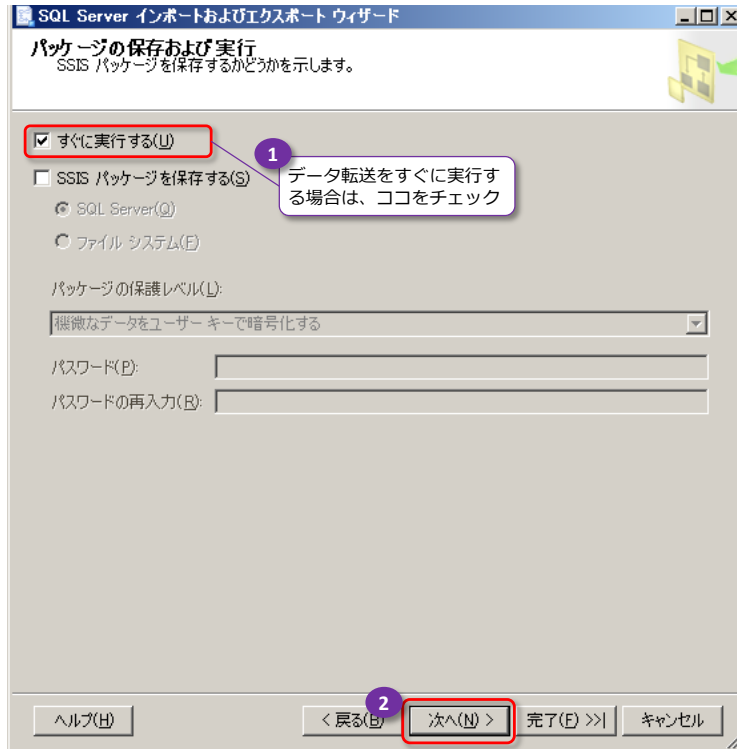 SQL Server インポートおよびエクスポート ウィザード
パッケージの保存および実行
SSIS パッケージを保存するかどうかを示します。
すぐに実行する(U)
1
データ転送をすぐに実行す
る場合は、ココをチェック
SSIS パッケージを保存する(S)
SQL Server(Q)
ファイル システム(F)
パッケージの保護レベル(L):
機微なデータをユーザー キーで暗号化する
パスワード(P):
パスワードの再入力(R):
2
ヘルプ(H)
< 戻る(B)
次へ(N) >
完了(F) >>|
キャンセル